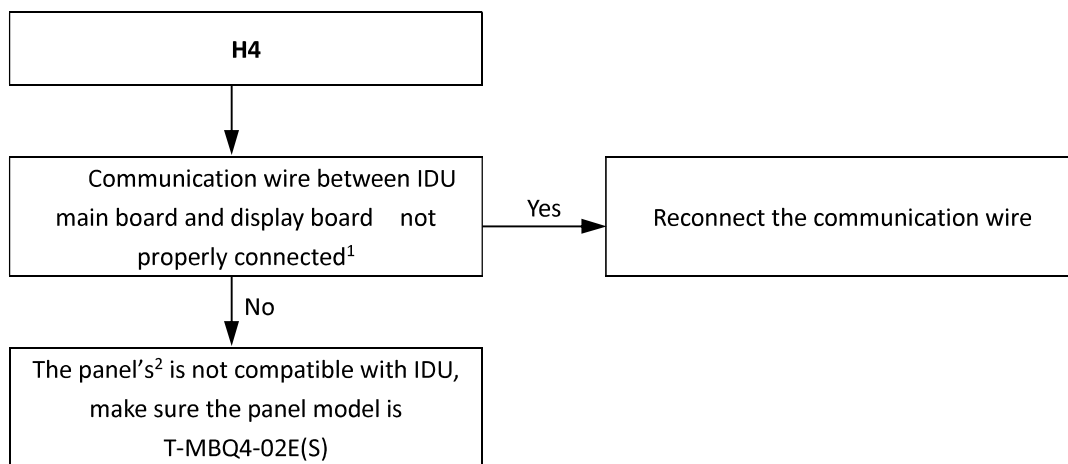 H4
Communication wire between IDU
main board and display board not
properly connected1
Yes
Reconnect the communication wire
No
The panel's2 is not compatible with IDU,
make sure the panel model is
T-MBQ4-02E(S)